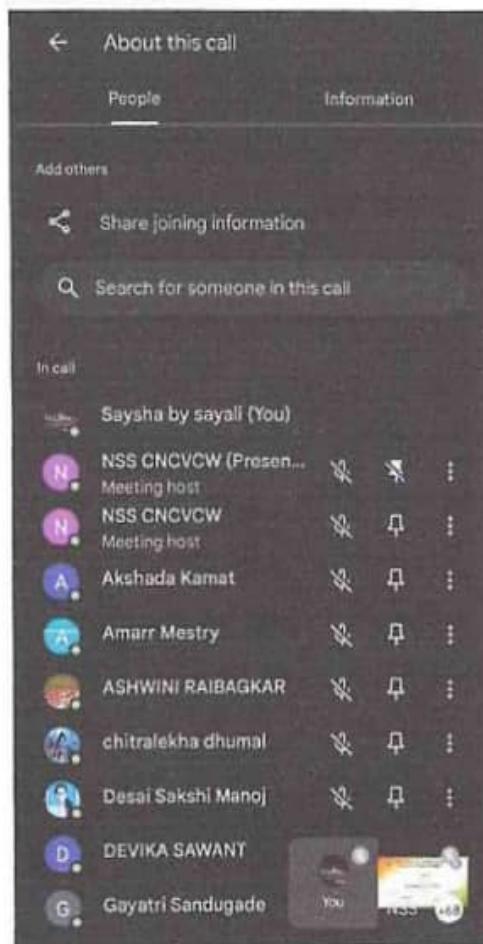 About this call
People
Information
Add others
Share joining information
Search for someone in this call
In call
Saysha by sayali (You)
N
NSS CNCVCW (Presen...
Meeting host
N
NSS CNCVCW
Meeting host
A
Akshada Kamat
A
Amarr Mestry
ASHWINI RAIBAGKAR
chitralekha dhumal
Desai Sakshi Manoj
D
DEVIKA SAWANT
G
Gayatri Sandugade
You
NSS
+68